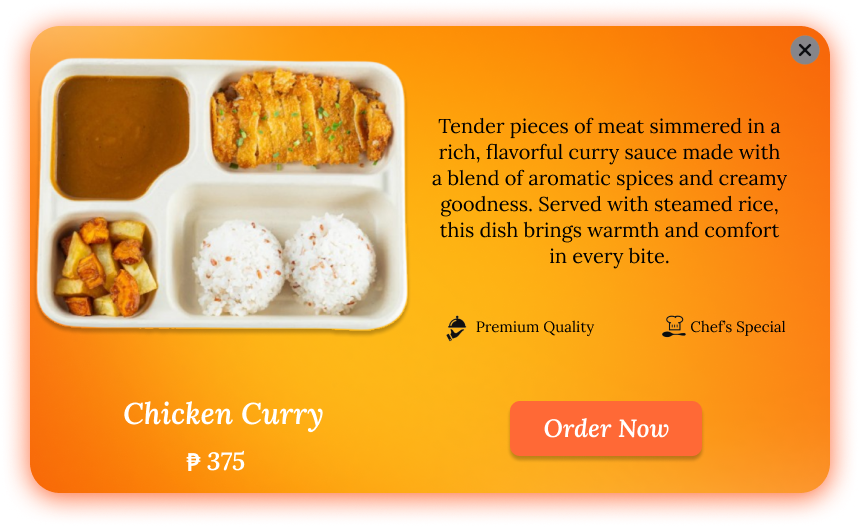 Tender pieces of meat simmered in a
rich, flavorful curry sauce made with
a blend of aromatic spices and creamy
goodness. Served with steamed rice,
this dish brings warmth and comfort
in every bite.
Premium Quality
Chef's Special
Chicken Curry
₱ 375
Order Now